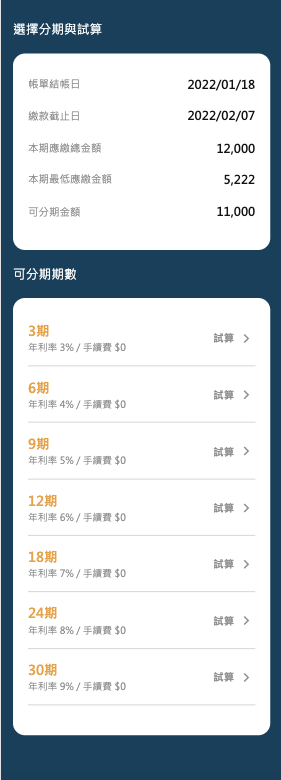 選擇分期與試算
帳單結帳日 2022/01/18
繳款截止日 2022/02/07
本期應繳總金額 12,000
本期最低應繳金額 5,222
可分期金額 11,000
可分期期數
3期
年利率 3% / 手續費 $0
試算
6期
年利率 4% / 手續費 $0
試算
9期
年利率 5% / 手續費 $0
試算
12期
年利率 6% / 手續費 $0
試算
18期
年利率 7% / 手續費 $0
試算
24期
年利率 8% / 手續費 $0
試算
30期
年利率 9% / 手續費 $0
試算